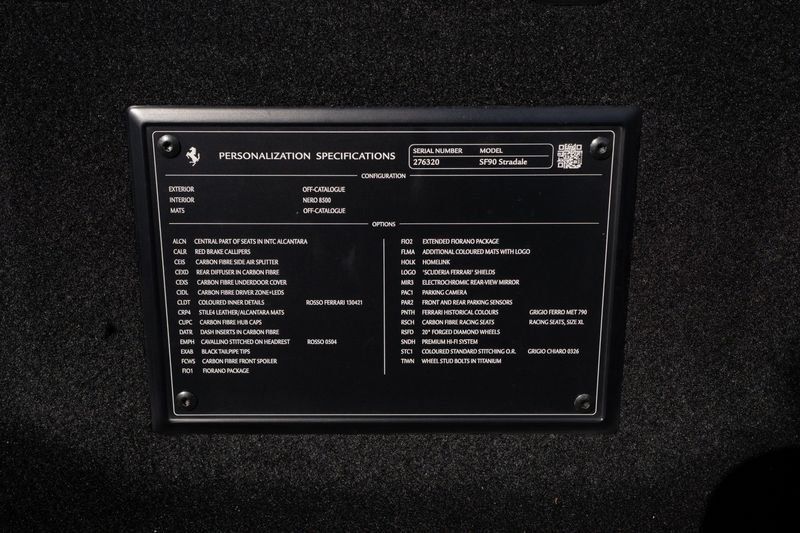 PERSONALIZATION SPECIFICATIONS
SERIAL NUMBER MODEL
276320 SF90 Stradale
CONFIGURATION
EXTERIOR OFF-CATALOGUE
INTERIOR NERO 8500
MATS OFF-CATALOGUE
OPTIONS
ALCN CENTRAL PART OF SEATS IN INTC ALCANTARA
CALR RED BRAKE CALLIPERS
CEIS CARBON FIBRE SIDE AIR SPLITTER
CEXD REAR DIFFUSER IN CARBON FIBRE
CEXS CARBON FIBRE UNDERDOOR COVER
CIDL CARBON FIBRE DRIVER ZONE+LEDS
CLDT COLOURED INNER DETAILS ROSSO FERRARI 130421
CRP4 STILE4 LEATHER/ALCANTARA MATS
CUPC CARBON FIBRE HUB CAPS
DATR DASH INSERTS IN CARBON FIBRE
EMPH CAVALLINO STITCHED ON HEADREST ROSSO 0504
EXAB BLACK TAILPIPE TIPS
FCWS CARBON FIBRE FRONT SPOILER
FIO1 FIORANO PACKAGE
FIO2 EXTENDED FIORANO PACKAGE
FLMA ADDITIONAL COLOURED MATS WITH LOGO
HOLK HOMELINK
LOGO "SCUDERIA FERRARI" SHIELDS
MIR3 ELECTROCHROMIC REAR-VIEW MIRROR
PAC1 PARKING CAMERA
PAR2 FRONT AND REAR PARKING SENSORS
PNTH FERRARI HISTORICAL COLOURS GRIGIO FERRO MET 790
RSCH CARBON FIBRE RACING SEATS RACING SEATS, SIZE XL
RSFD 20" FORGED DIAMOND WHEELS
SNDH PREMIUM HI-FI SYSTEM
STC1 COLOURED STANDARD STITCHING O.R. GRIGIO CHIARO 0326
TIWN WHEEL STUD BOLTS IN TITANIUM